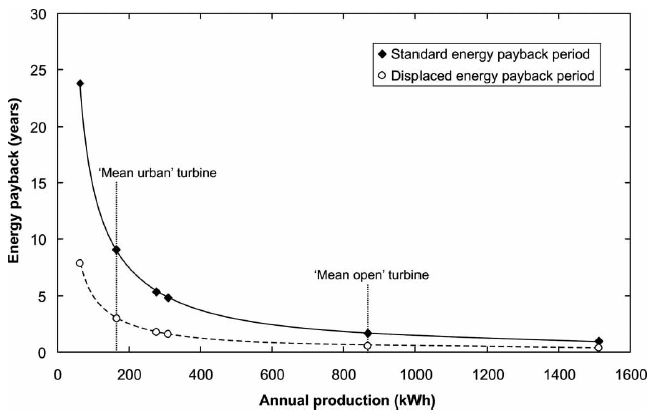 30
25
20
15
10
5
0
Energy payback (years)
Standard energy payback period
Displaced energy payback period
‘Mean urban’ turbine
‘Mean open’ turbine
0 200 400 600 800 1000 1200 1400 1600
Annual production (kWh)